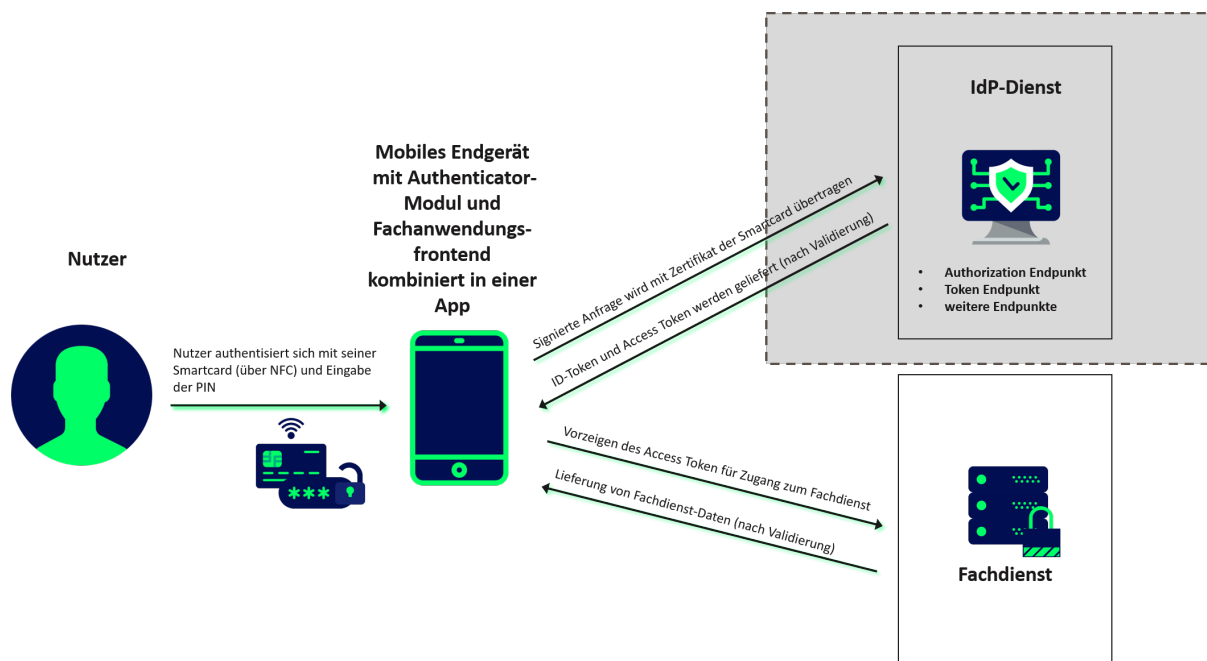 Nutzer
Nutzer authentisiert sich mit seiner
Smartcard (über NFC) und Eingabe
der PIN
***
Mobiles Endgerät
mit Authenticator-
Modul und
Fachanwendungs-
frontend
kombiniert in einer
App
Signierte Anfrage wird mit Zertifikat der Smartcard übertragen
ID-Token und Access Token werden geliefert (nach Validierung)
Vorzeigen des Access Token für Zugang zum Fachdienst
Lieferung von Fachdienst-Daten (nach Validierung)
IdP-Dienst
• Authorization Endpunkt
• Token Endpunkt
• weitere Endpunkte
Fachdienst